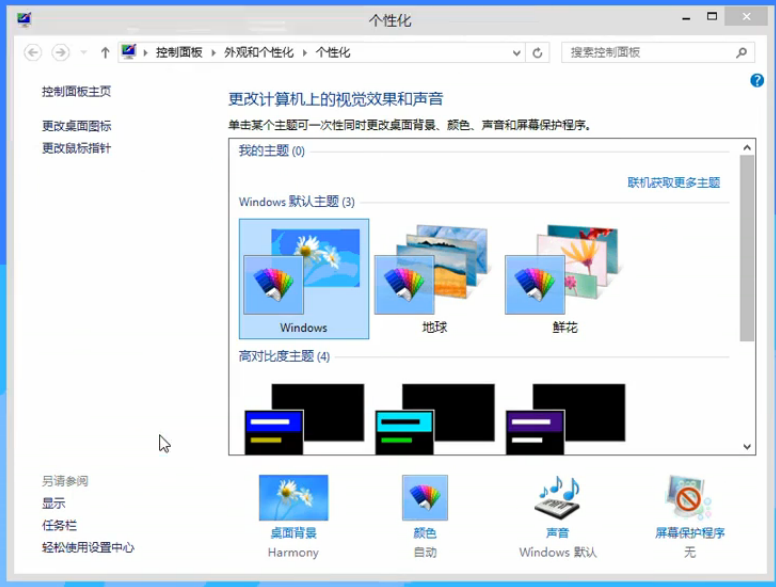 个性化
控制面板 外观和个性化 个性化
搜索控制面板
控制面板主页
更改桌面图标
更改鼠标指针
更改计算机上的视觉效果和声音
单击某个主题可一次性同时更改桌面背景、颜色、声音和屏幕保护程序。
我的主题 (0)
联机获取更多主题
Windows 默认主题 (3)
Windows
地球
鲜花
高对比度主题 (4)
另请参阅
显示
任务栏
轻松使用设置中心
桌面背景
Harmony
颜色
自动
声音
Windows 默认
屏幕保护程序
无